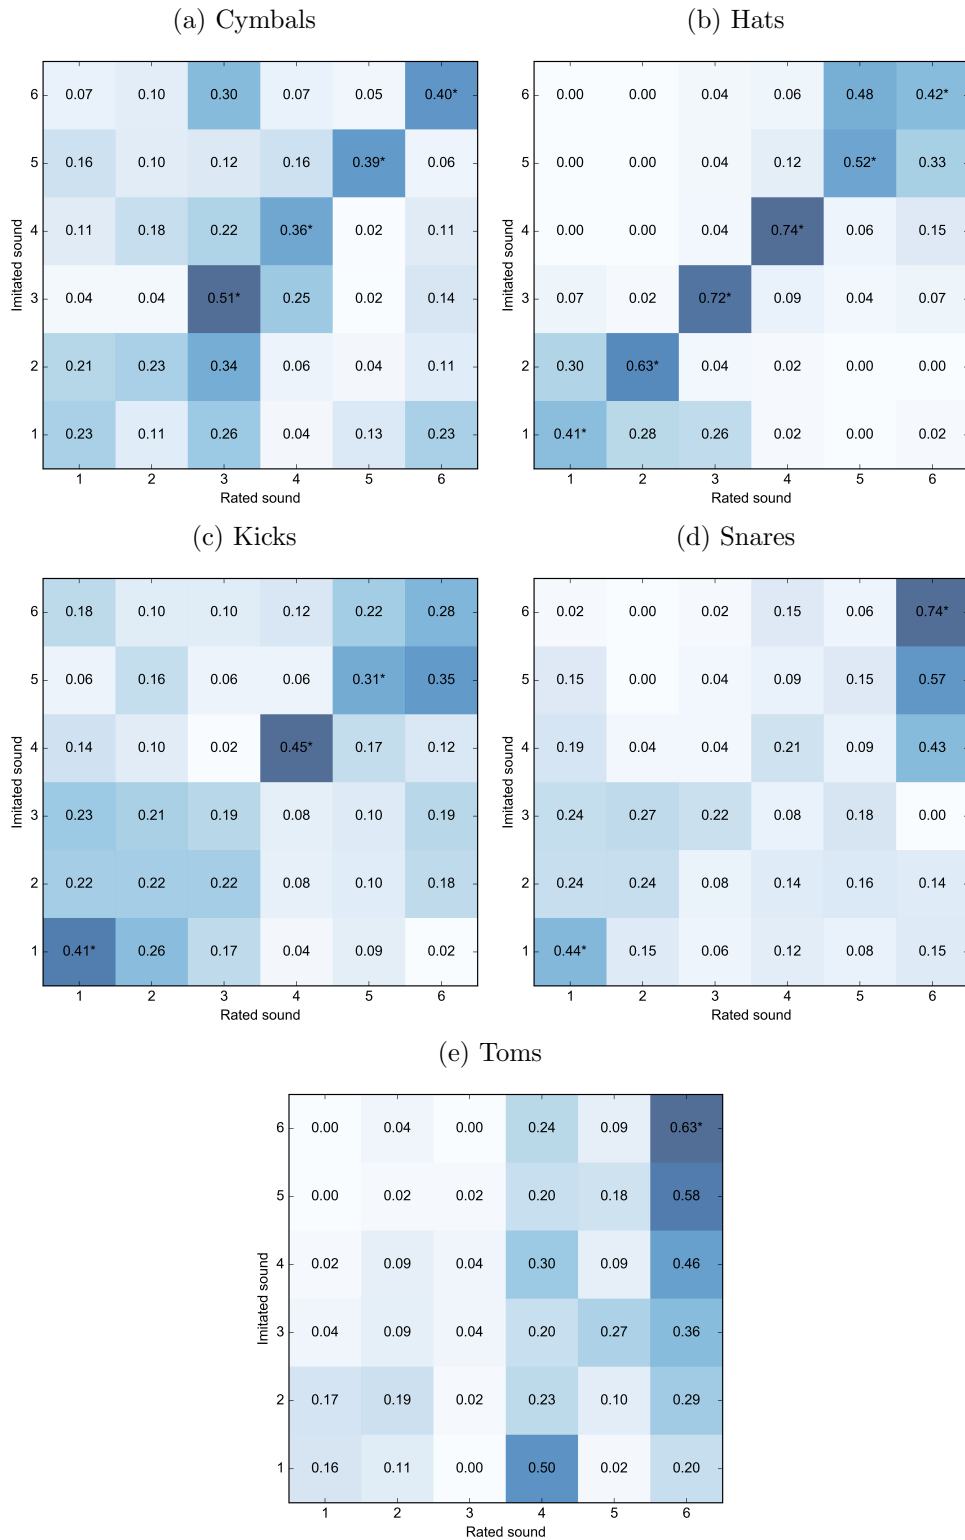 (a) Cymbals
(b) Hats
6 0.07 0.10 0.30 0.07 0.05 0.40*
5 0.16 0.10 0.12 0.16 0.39* 0.06
4 0.11 0.18 0.22 0.36* 0.02 0.11
3 0.04 0.04 0.51* 0.25 0.02 0.14
2 0.21 0.23 0.34 0.06 0.04 0.11
1 0.23 0.11 0.26 0.04 0.13 0.23
1 2 3 4 5 6
Imitated sound
Rated sound
6 0.00 0.00 0.04 0.06 0.48 0.42*
5 0.00 0.00 0.04 0.12 0.52* 0.33
4 0.00 0.00 0.04 0.74* 0.06 0.15
3 0.07 0.02 0.72* 0.09 0.04 0.07
2 0.30 0.63* 0.04 0.02 0.00 0.00
1 0.41* 0.28 0.26 0.02 0.00 0.02
1 2 3 4 5 6
Imitated sound
Rated sound
(c) Kicks
(d) Snares
6 0.18 0.10 0.10 0.12 0.22 0.28
5 0.06 0.16 0.06 0.06 0.31* 0.35
4 0.14 0.10 0.02 0.45* 0.17 0.12
3 0.23 0.21 0.19 0.08 0.10 0.19
2 0.22 0.22 0.22 0.08 0.10 0.18
1 0.41* 0.26 0.17 0.04 0.09 0.02
1 2 3 4 5 6
Imitated sound
Rated sound
6 0.02 0.00 0.02 0.15 0.06 0.74*
5 0.15 0.00 0.04 0.09 0.15 0.57
4 0.19 0.04 0.04 0.21 0.09 0.43
3 0.24 0.27 0.22 0.08 0.18 0.00
2 0.24 0.24 0.08 0.14 0.16 0.14
1 0.44* 0.15 0.06 0.12 0.08 0.15
1 2 3 4 5 6
Imitated sound
Rated sound
(e) Toms
6 0.00 0.04 0.00 0.24 0.09 0.63*
5 0.00 0.02 0.02 0.20 0.18 0.58
4 0.02 0.09 0.04 0.30 0.09 0.46
3 0.04 0.09 0.04 0.20 0.27 0.36
2 0.17 0.19 0.02 0.23 0.10 0.29
1 0.16 0.11 0.00 0.50 0.02 0.20
1 2 3 4 5 6
Imitated sound
Rated sound